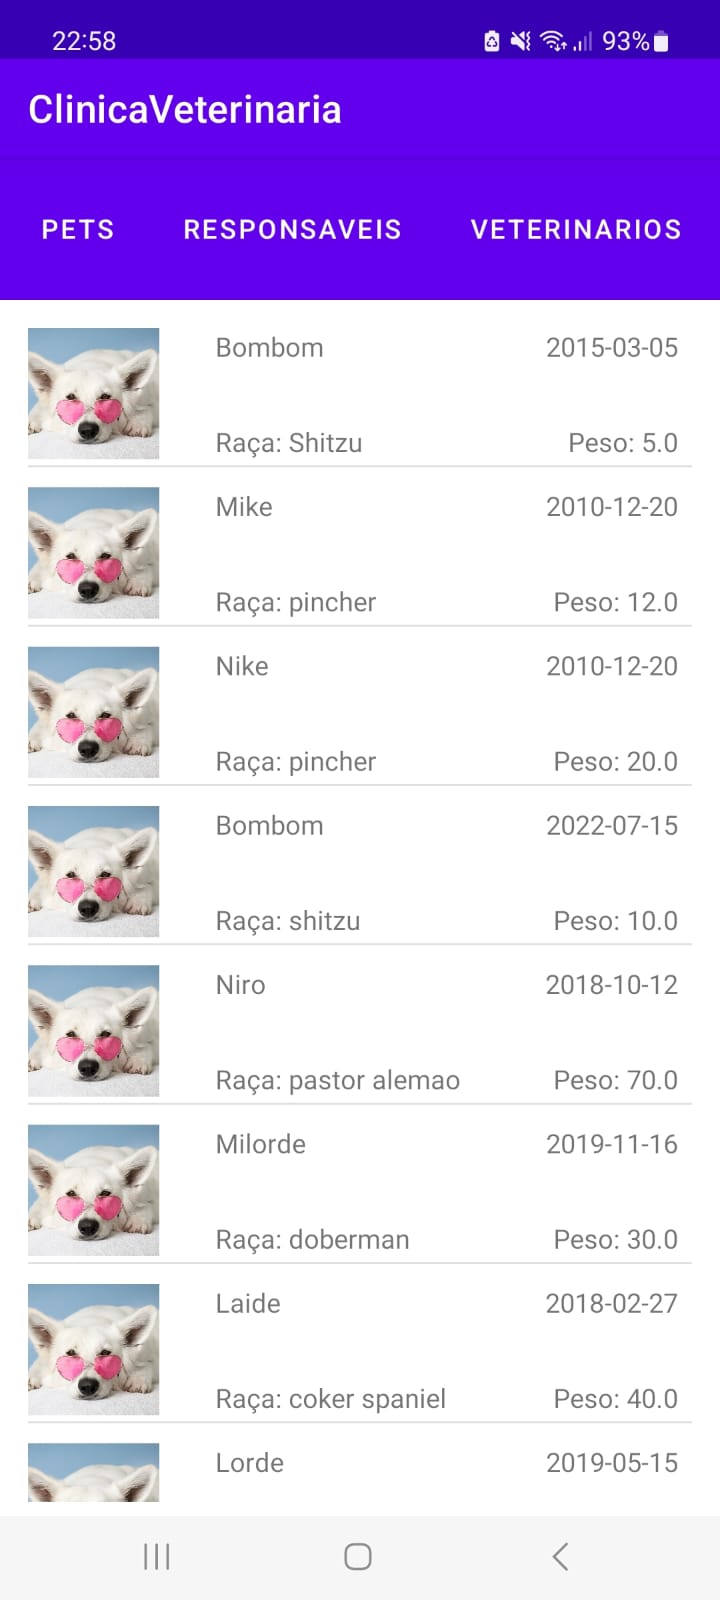 22:58 93%
ClinicaVeterinaria
PETS RESPONSAVEIS VETERINARIOS
Bombom 2015-03-05
Raça: Shitzu Peso: 5.0
Mike 2010-12-20
Raça: pincher Peso: 12.0
Nike 2010-12-20
Raça: pincher Peso: 20.0
Bombom 2022-07-15
Raça: shitzu Peso: 10.0
Niro 2018-10-12
Raça: pastor alemao Peso: 70.0
Milorde 2019-11-16
Raça: doberman Peso: 30.0
Laide 2018-02-27
Raça: coker spaniel Peso: 40.0
Lorde 2019-05-15